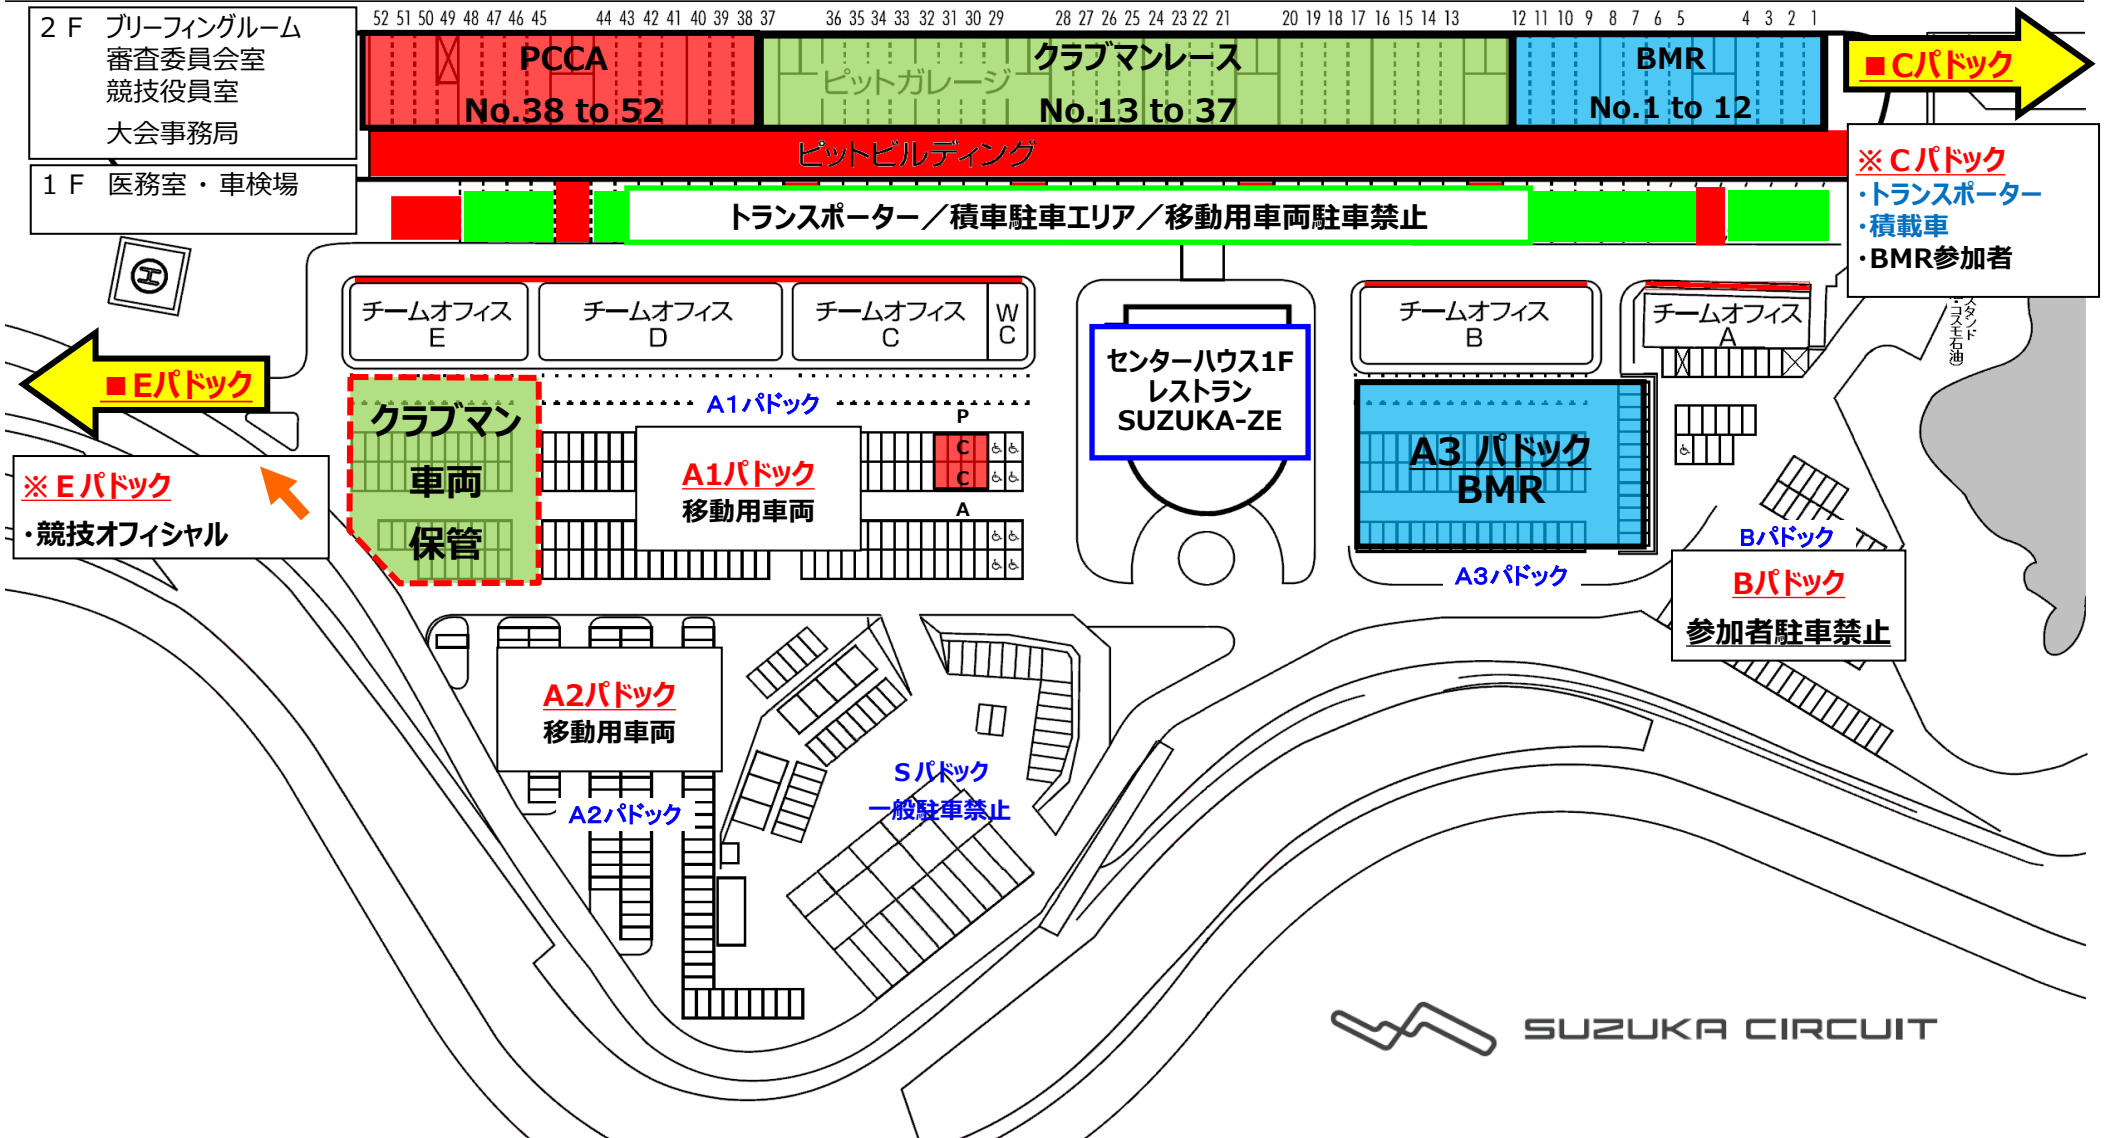 ２Ｆ ブリーフィングルーム
審査委員会室
競技役員室
大会事務局
１Ｆ 医務室・車検場
52 51 50 49 48 47 46 45 44 43 42 41 40 39 38 37 36 35 34 33 32 31 30 29 28 27 26 25 24 23 22 21 20 19 18 17 16 15 14 13 12 11 10 9 8 7 6 5 4 3 2 1
PCCA
No.38 to 52
クラブマンレース
ピットガレージ
No.13 to 37
BMR
No.1 to 12
■Cパドック
ピットビルディング
※Ｃパドック
・トランスポーター
・積載車
・BMR参加者
トランスポーター／積車駐車エリア／移動用車両駐車禁止
エ
チームオフィス
E
チームオフィス
D
チームオフィス
C
W
C
チームオフィス
B
チームオフィス
A
スタンド
コスモ石油
センターハウス1F
レストラン
SUZUKA-ZE
■Eパドック
※Ｅパドック
・競技オフィシャル
クラブマン
車両
保管
A1パドック
A1パドック
移動用車両
P
C
C
A
A3 パドック
BMR
A3パドック
Bパドック
Bパドック
参加者駐車禁止
A2パドック
移動用車両
A2パドック
Ｓパドック
一般駐車禁止
SUZUKA CIRCUIT